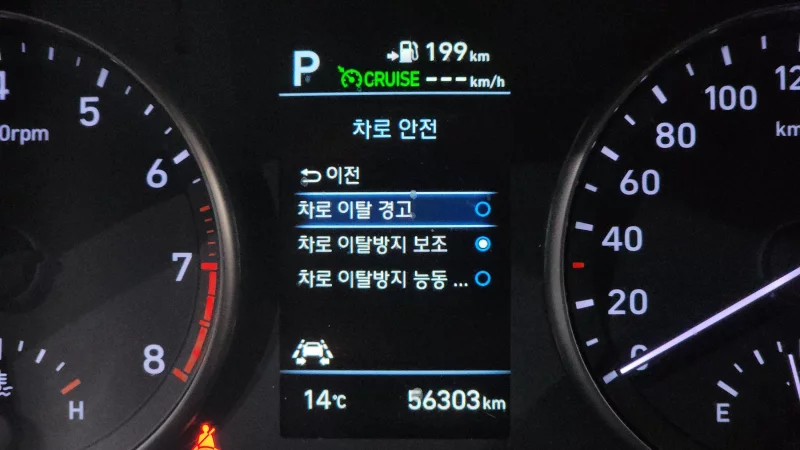 P
199 km
CRUISE --- km/h
차로 안전
이전
차로 이탈 경고
차로 이탈방지 보조
차로 이탈방지 능동 ...
14℃
56303 km
5
6
7
8
H
100
80
60
40
20
0
km
E